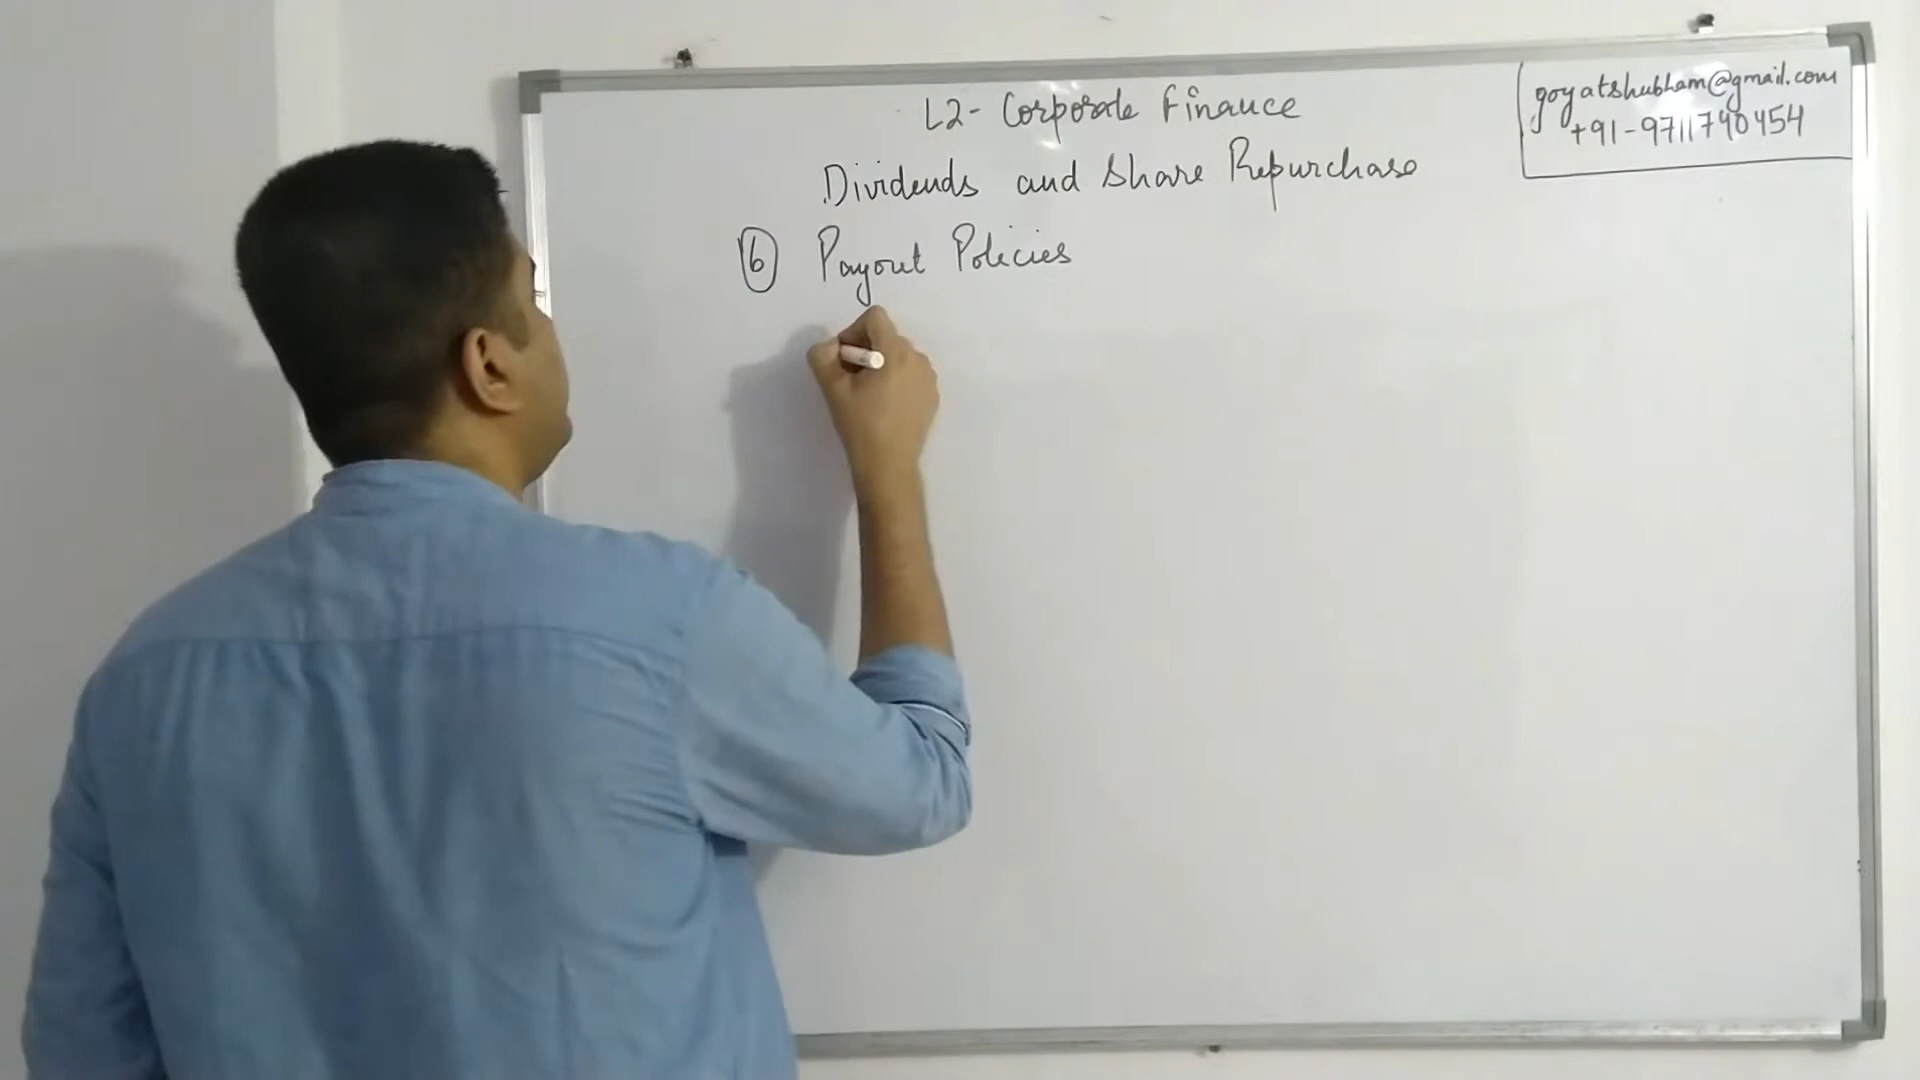 L2- Corporate Finance
goyatshubham@gmail.com
+91-9711740454
Dividends and Share Repurchase
6 Payout Policies